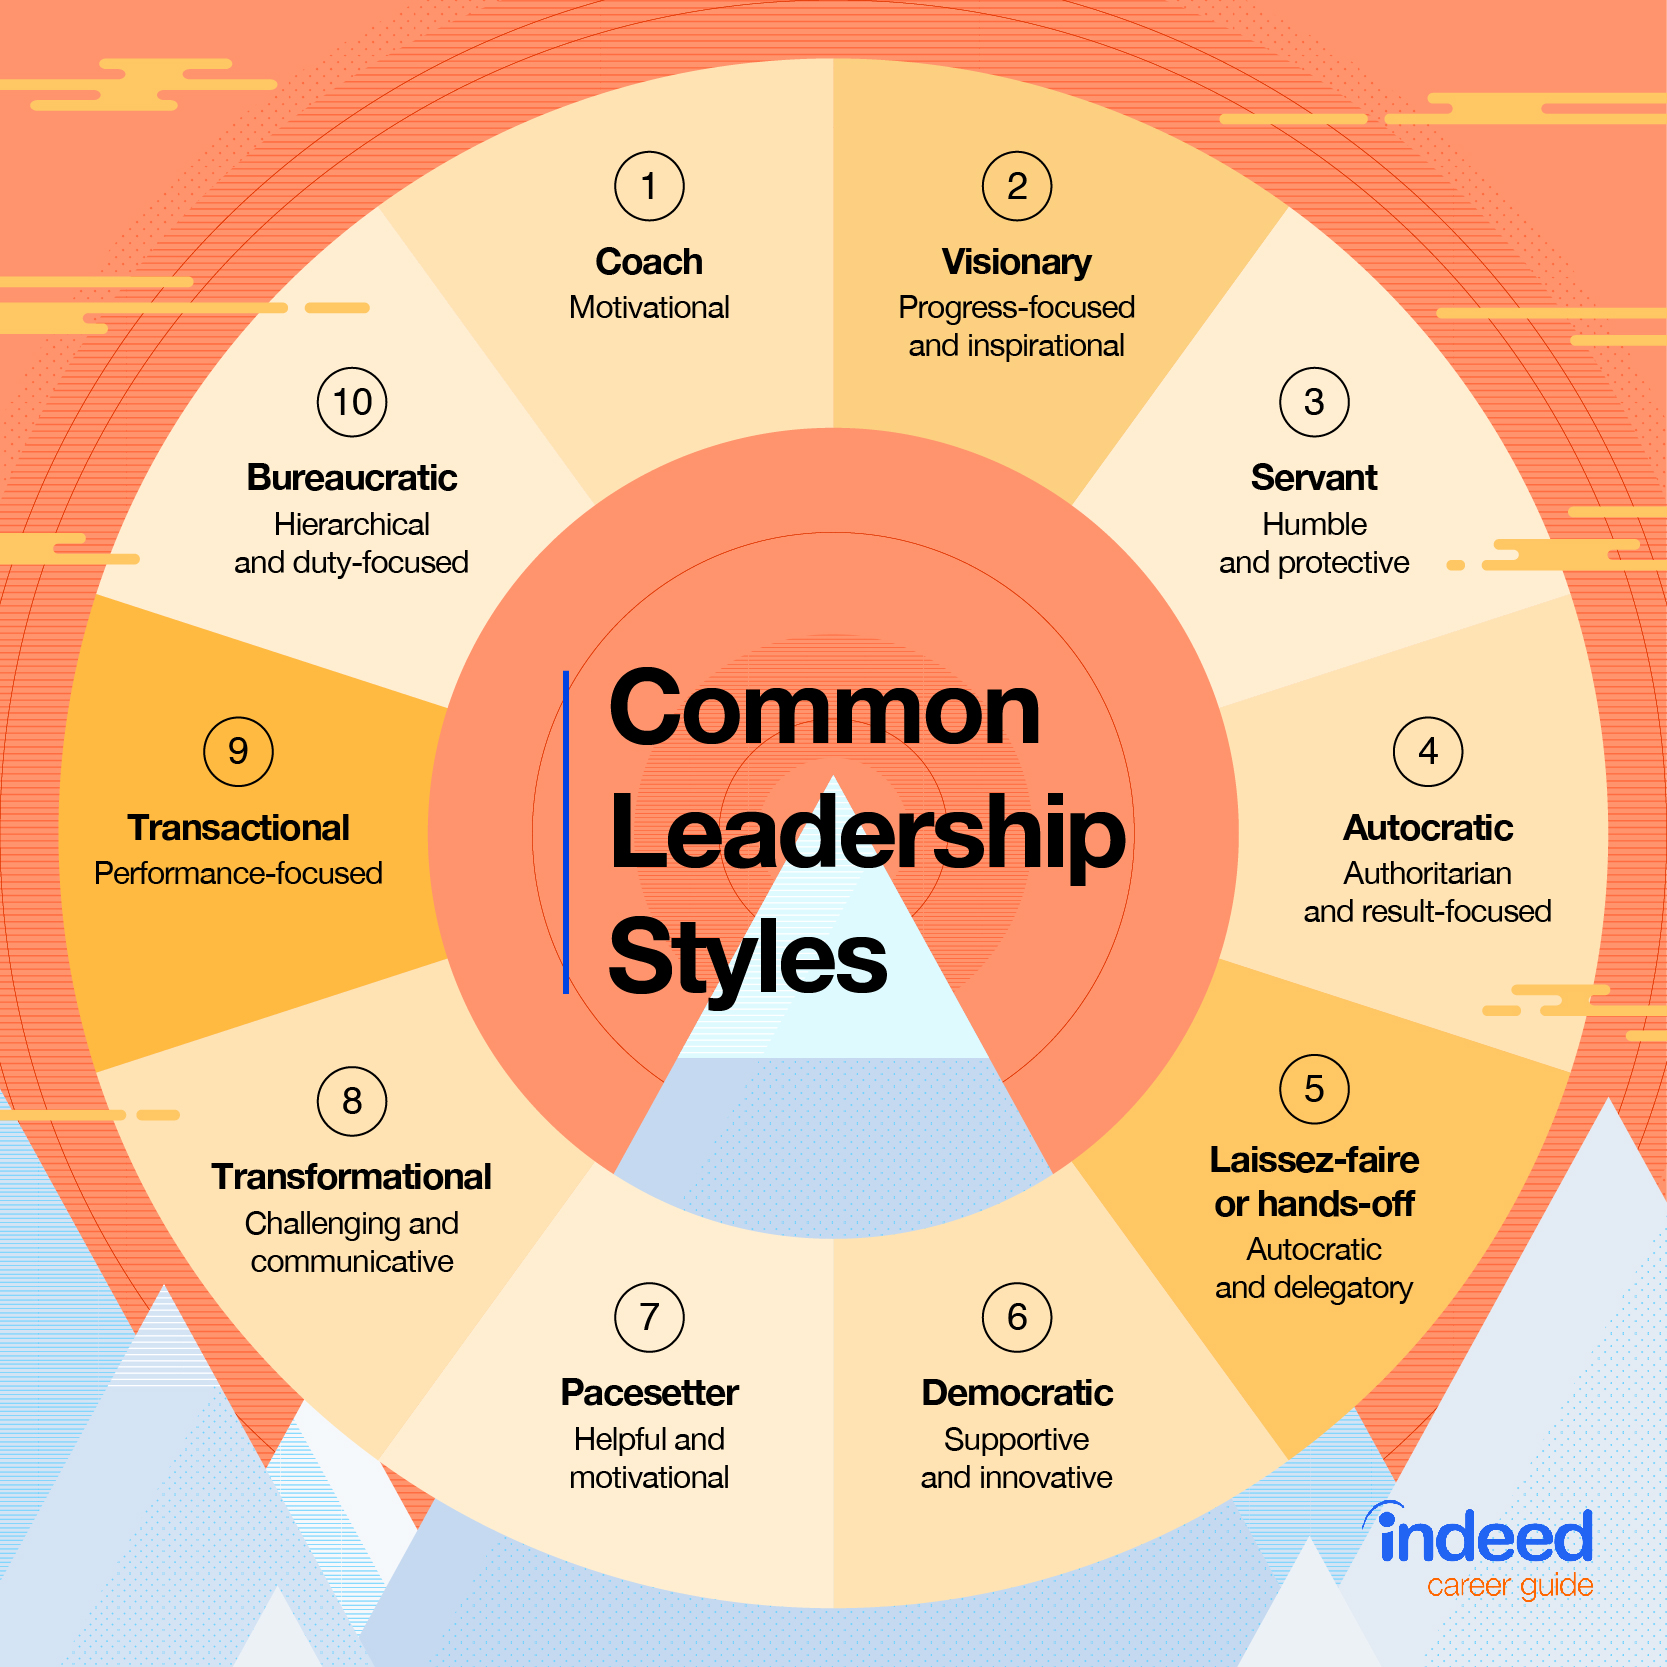 Common
Leadership
Styles
1
Coach
Motivational
2
Visionary
Progress-focused
and inspirational
3
Servant
Humble
and protective
4
Autocratic
Authoritarian
and result-focused
5
Laissez-faire
or hands-off
Autocratic
and delegatory
6
Democratic
Supportive
and innovative
7
Pacesetter
Helpful and
motivational
8
Transformational
Challenging and
communicative
9
Transactional
Performance-focused
10
Bureaucratic
Hierarchical
and duty-focused
indeed
career guide